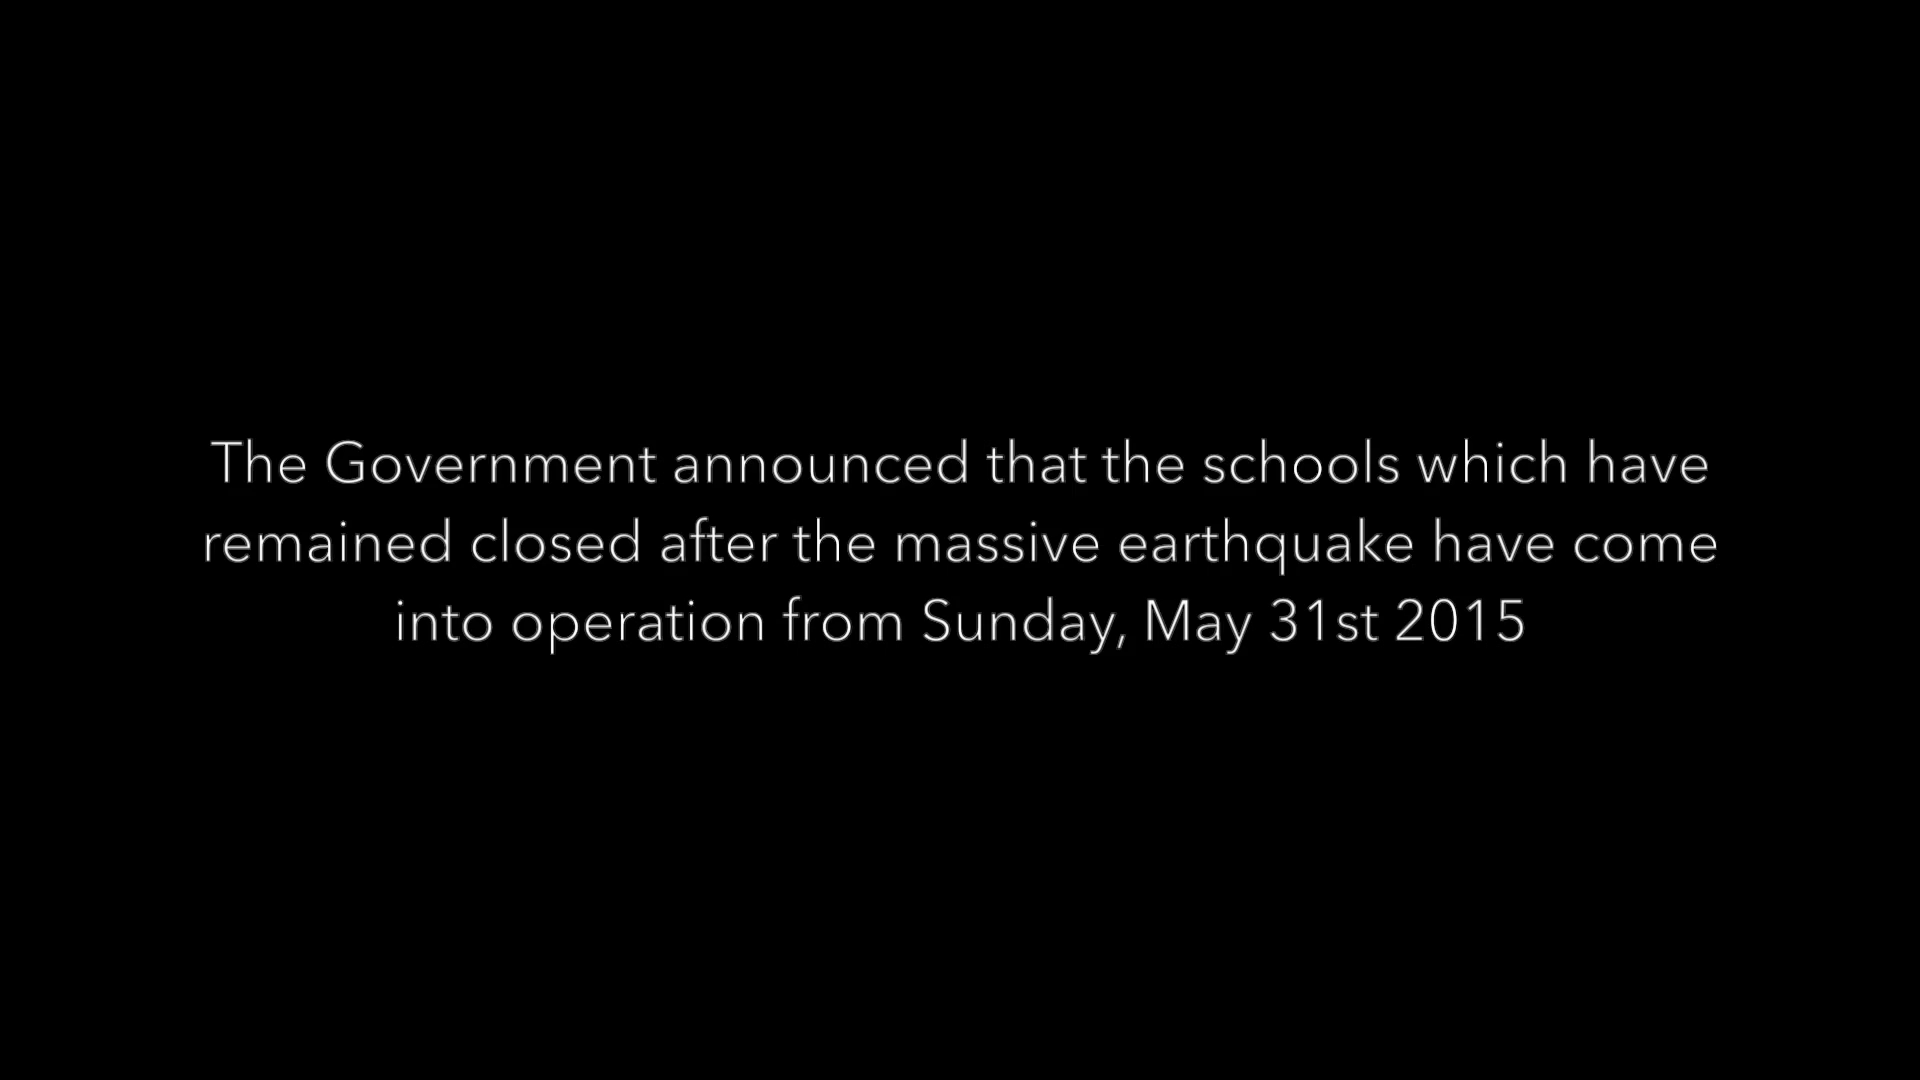 The Government announced that the schools which have
remained closed after the massive earthquake have come
into operation from Sunday, May 31st 2015